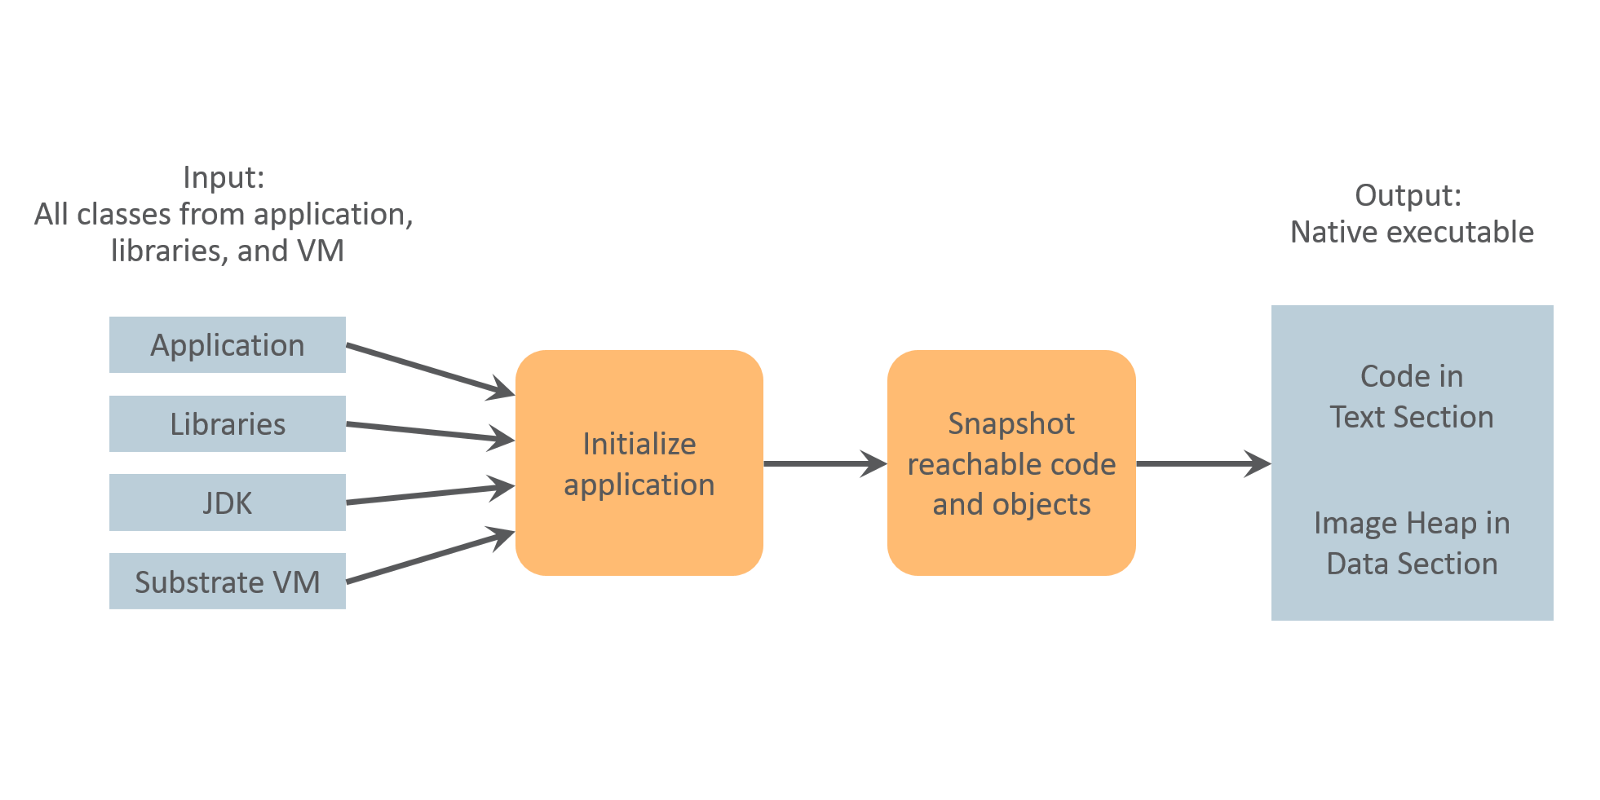 Input:
All classes from application,
libraries, and VM
Application
Libraries
JDK
Substrate VM
Initialize
application
Snapshot
reachable code
and objects
Output:
Native executable
Code in
Text Section
Image Heap in
Data Section